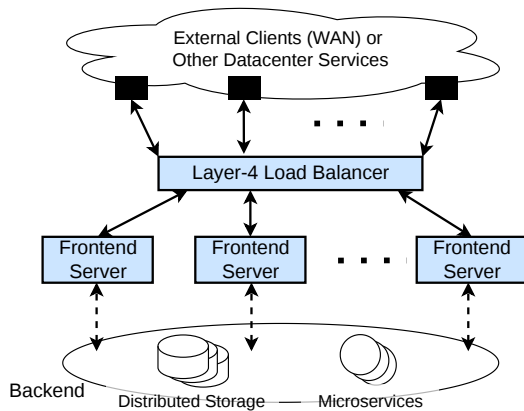 External Clients (WAN) or
Other Datacenter Services
Layer-4 Load Balancer
Frontend
Server
Frontend
Server
Frontend
Server
Backend
Distributed Storage
Microservices